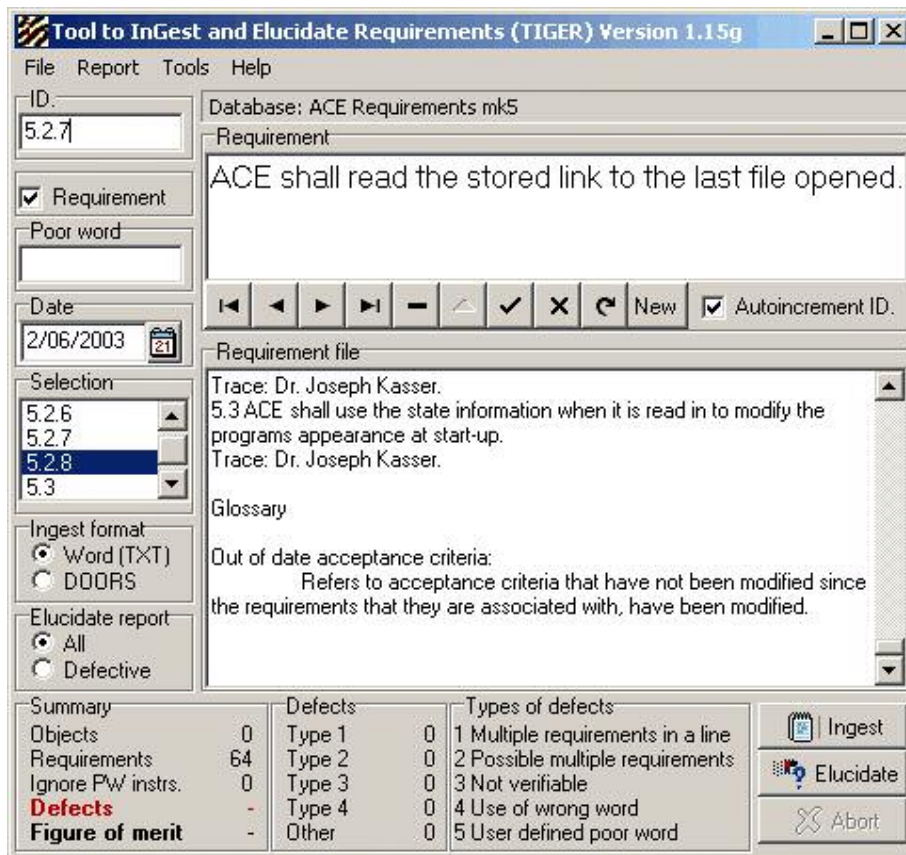 Tool to InGest and Elucidate Requirements (TIGER) Version 1.15g
File Report Tools Help
ID.
5.2.7
Database: ACE Requirements mk5
Requirement
ACE shall read the stored link to the last file opened.
Requirement
Poor word
New
Autoincrement ID.
Date
2/06/2003
21
Requirement file
Trace: Dr. Joseph Kasser.
5.3 ACE shall use the state information when it is read in to modify the
programs appearance at start-up.
Trace: Dr. Joseph Kasser.
Glossary
Out of date acceptance criteria:
Refers to acceptance criteria that have not been modified since
the requirements that they are associated with, have been modified.
Selection
5.2.6
5.2.7
5.2.8
5.3
Ingest format
Word (TXT)
DOORS
Elucidate report
All
Defective
Summary
Objects 0
Requirements 64
Ignore PW instrs. 0
Defects -
Figure of merit -
Defects
Type 1 0
Type 2 0
Type 3 0
Type 4 0
Other 0
Types of defects
1 Multiple requirements in a line
2 Possible multiple requirements
3 Not verifiable
4 Use of wrong word
5 User defined poor word
Ingest
Elucidate
Abort